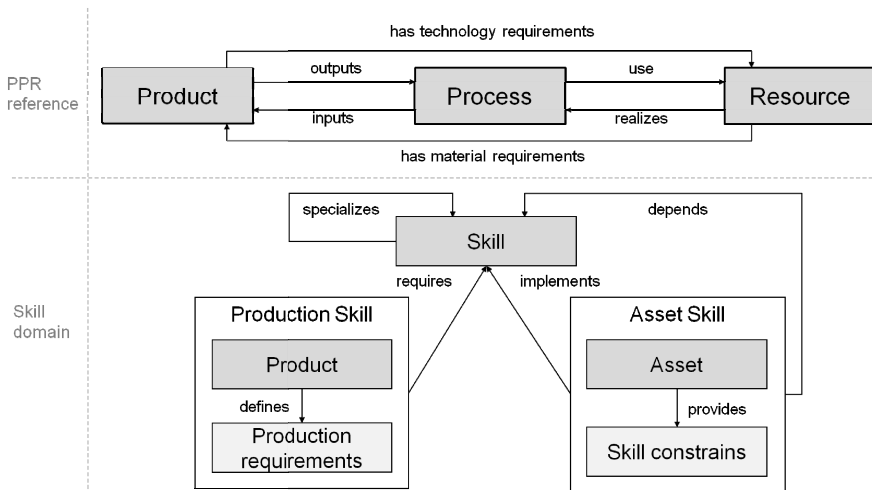 has technology requirements
PPR
reference
Product
outputs
inputs
Process
use
realizes
Resource
has material requirements
specializes
depends
Skill
requires
implements
Skill
domain
Production Skill
Product
defines
Production
requirements
Asset Skill
Asset
provides
Skill constrains